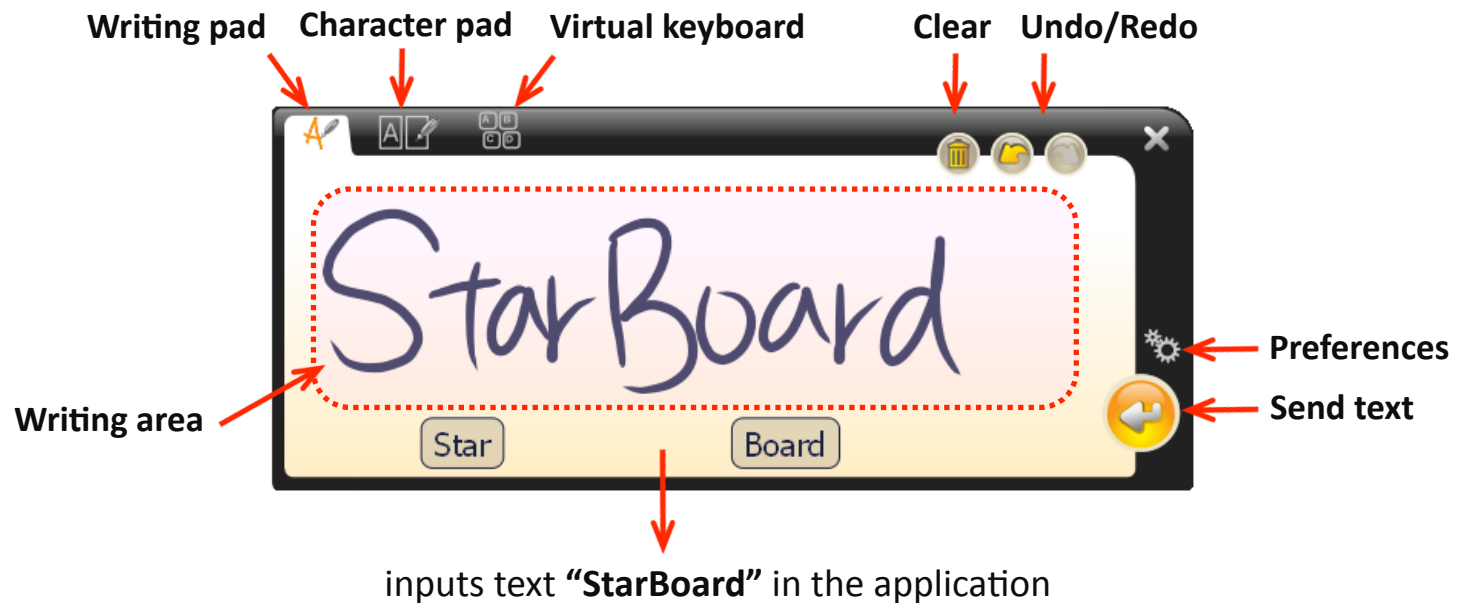 Writing pad Character pad Virtual keyboard Clear Undo/Redo
A A A B
C D
StarBoard
Preferences
Send text
Writing area
Star Board
inputs text “StarBoard” in the application